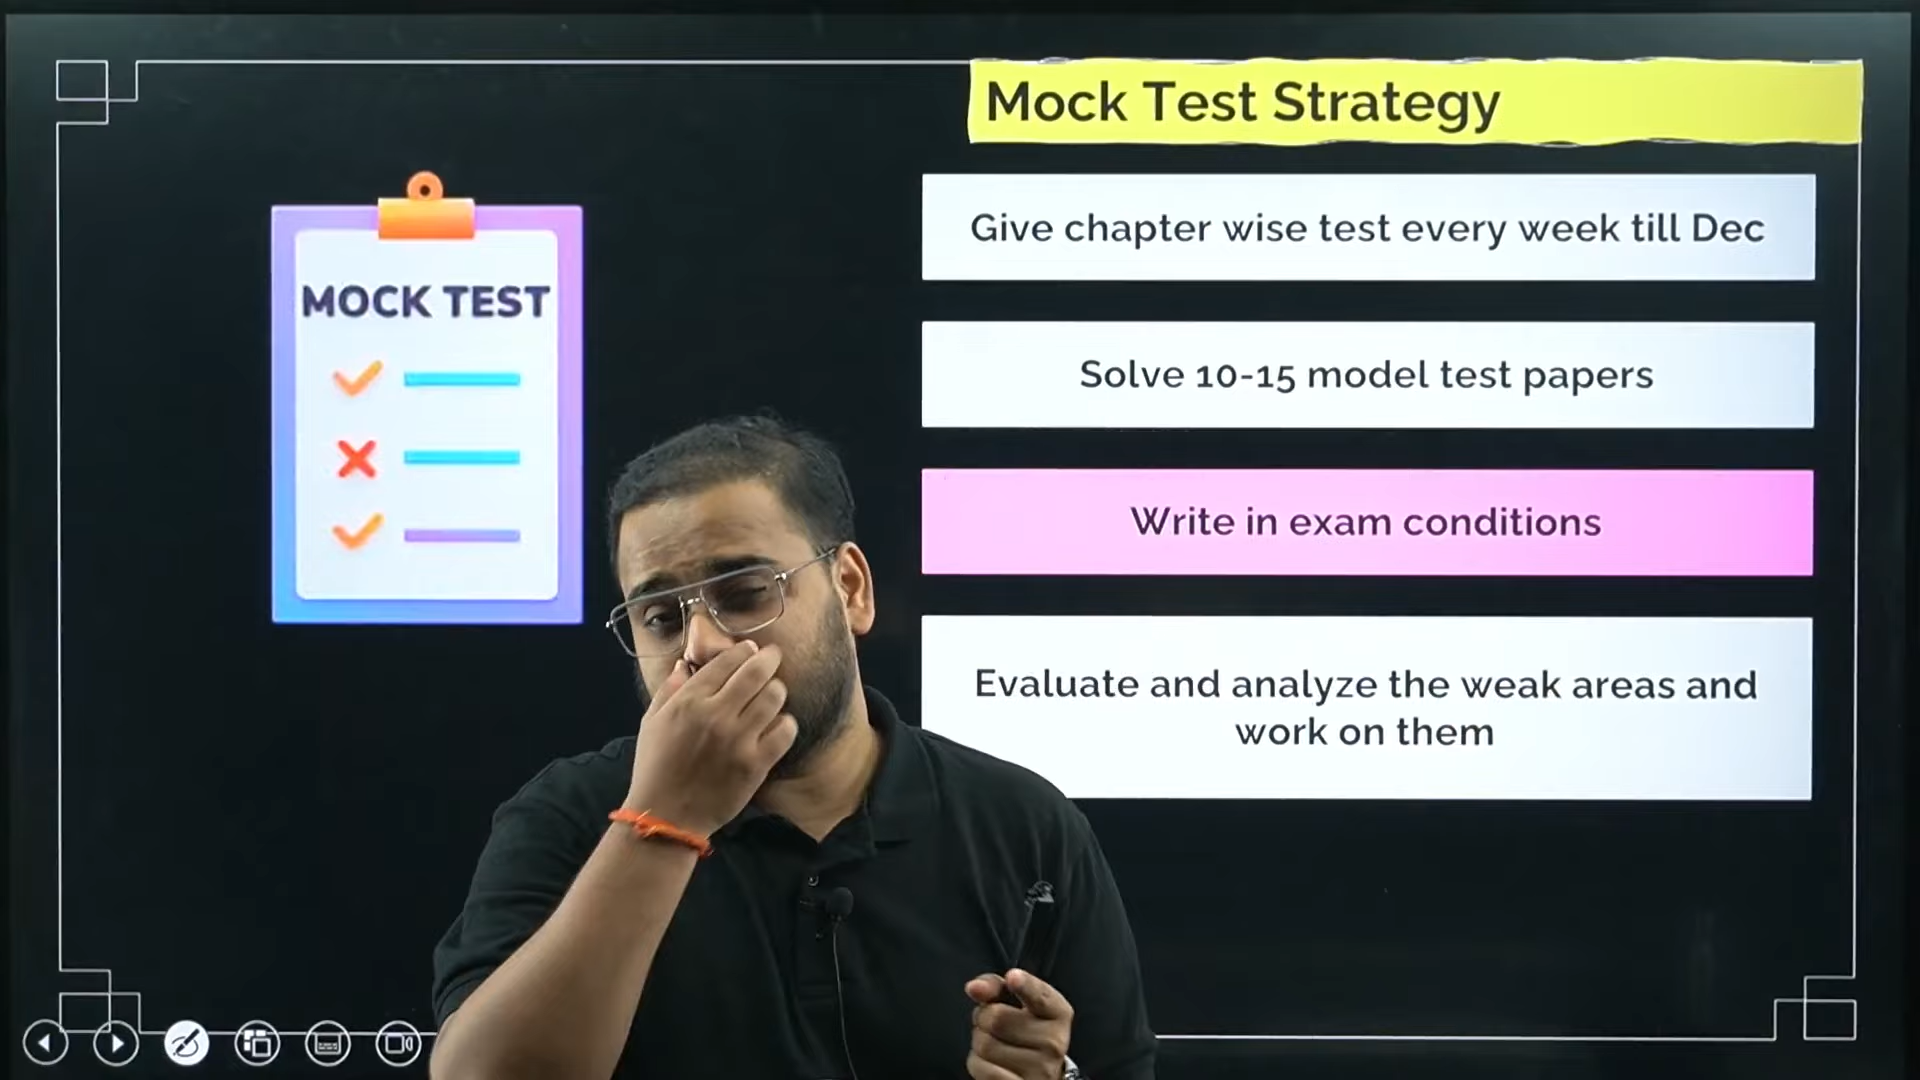 Mock Test Strategy
MOCK TEST
Give chapter wise test every week till Dec
Solve 10-15 model test papers
Write in exam conditions
Evaluate and analyze the weak areas and
work on them